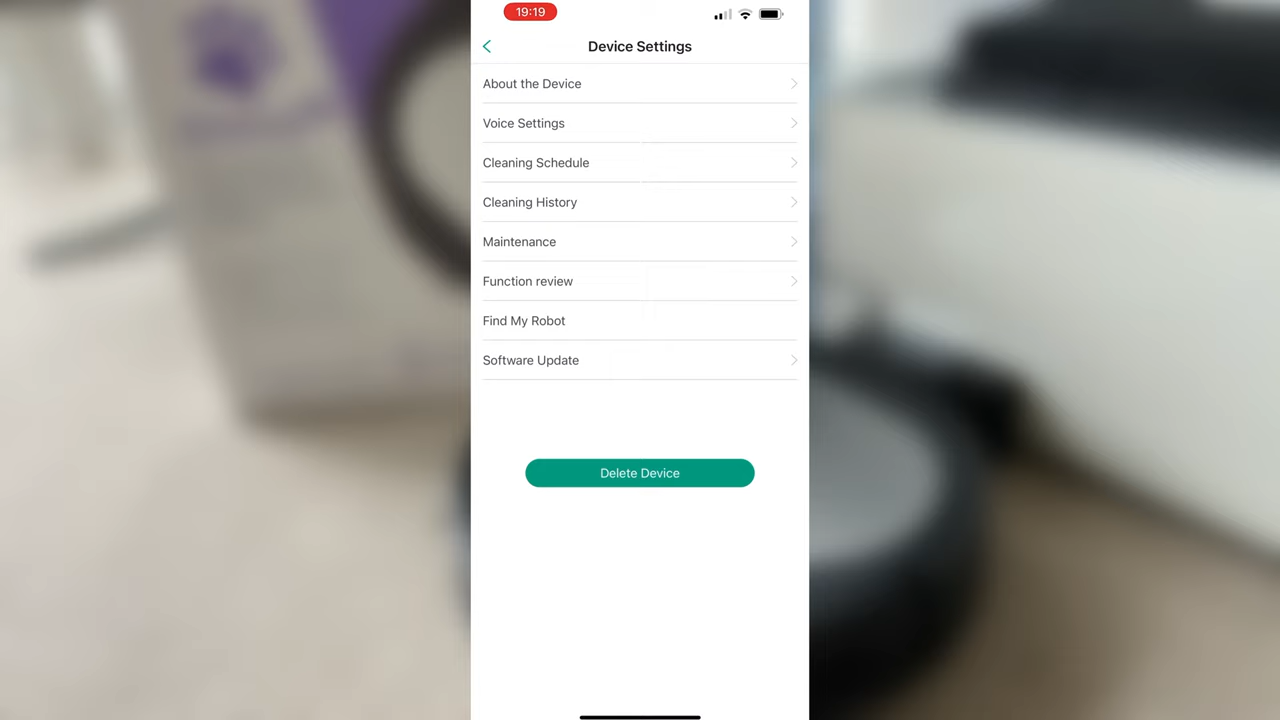 19:19
Device Settings
About the Device
Voice Settings
Cleaning Schedule
Cleaning History
Maintenance
Function review
Find My Robot
Software Update
Delete Device